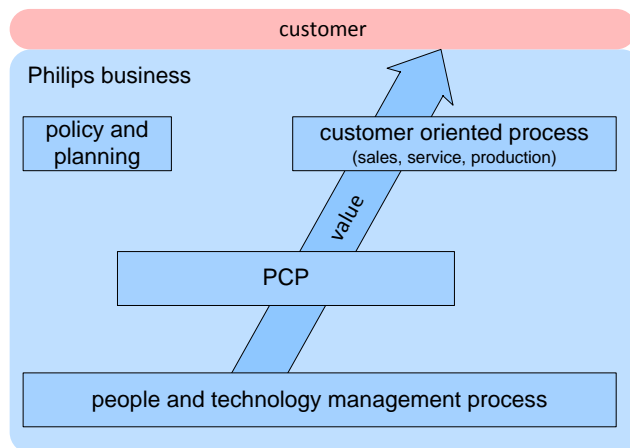 customer
Philips business
policy and
planning
customer oriented process
(sales, service, production)
value
PCP
people and technology management process